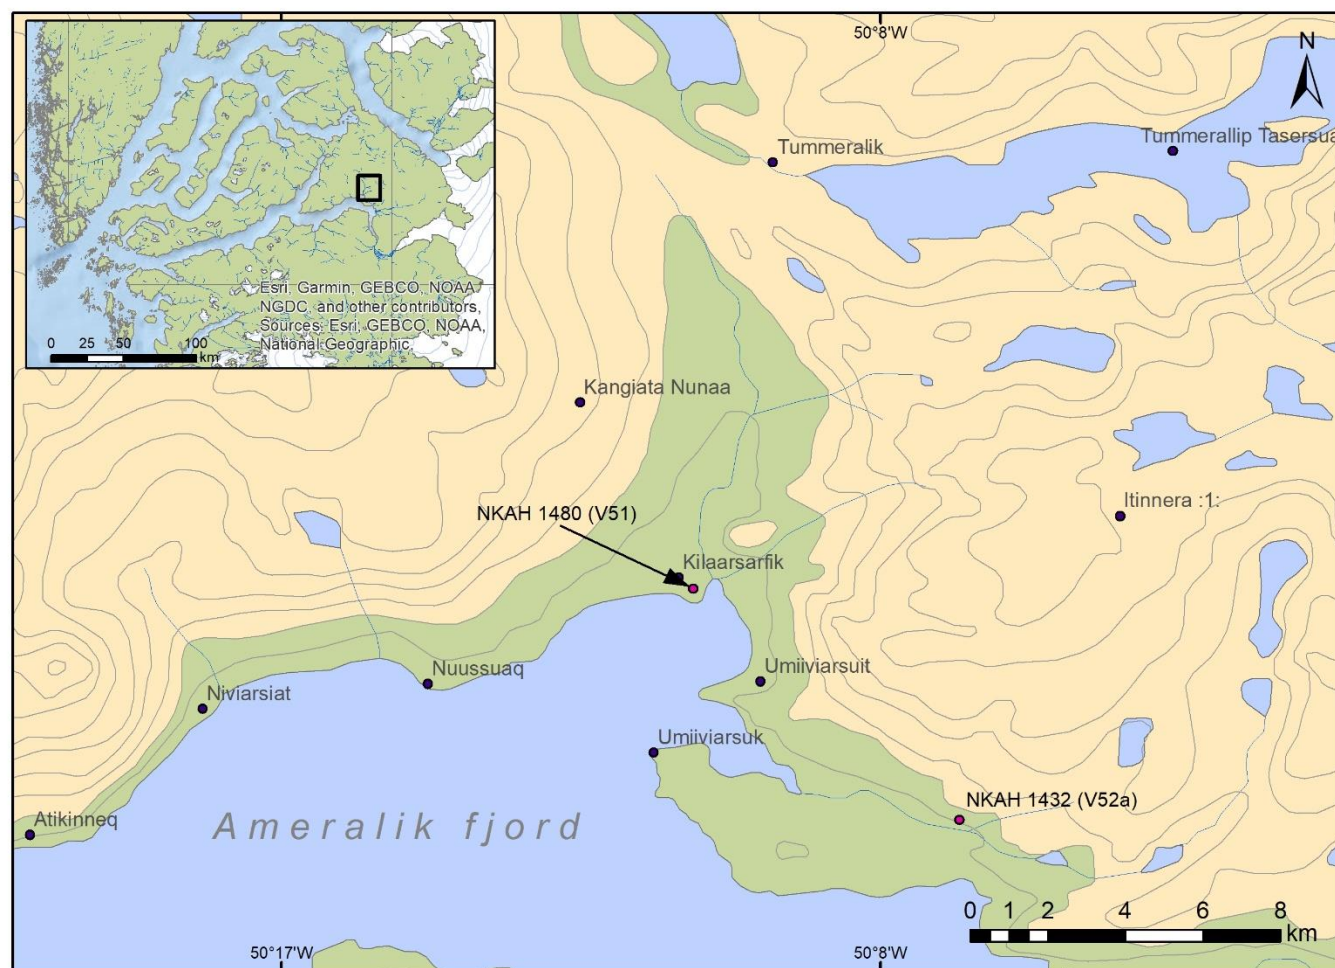 50°8'W
N
Tummeralik
Tummerallip Tasersua
Esri, Garmin, GEBCO, NOAA
NGDC, and other contributors,
Sources: Esri, GEBCO, NOAA,
National Geographic,
0 25 50 100
km
Kangiata Nunaa
Itinnera :1:
NKAH 1480 (V51)
Kilaarsarfik
Nuussuaq
Umiiviarsuit
Niviarsiat
Umiiviarsuk
NKAH 1432 (V52a)
Atikinneq
Ameralik fjord
0 1 2 4 6 8
km
50°17'W
50°8'W